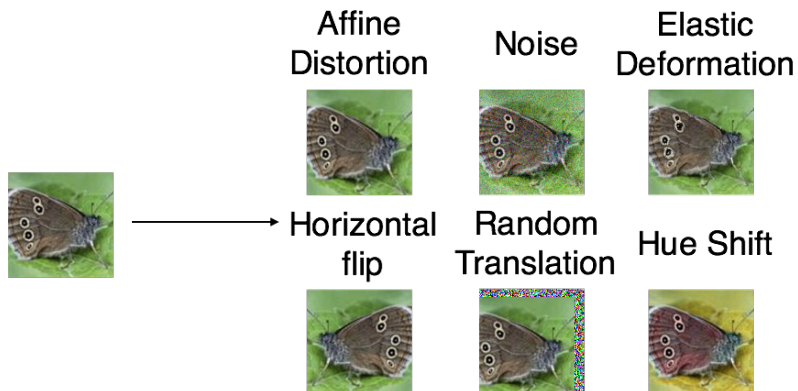 Affine
Distortion
Noise
Elastic
Deformation
Horizontal
flip
Random
Translation
Hue Shift